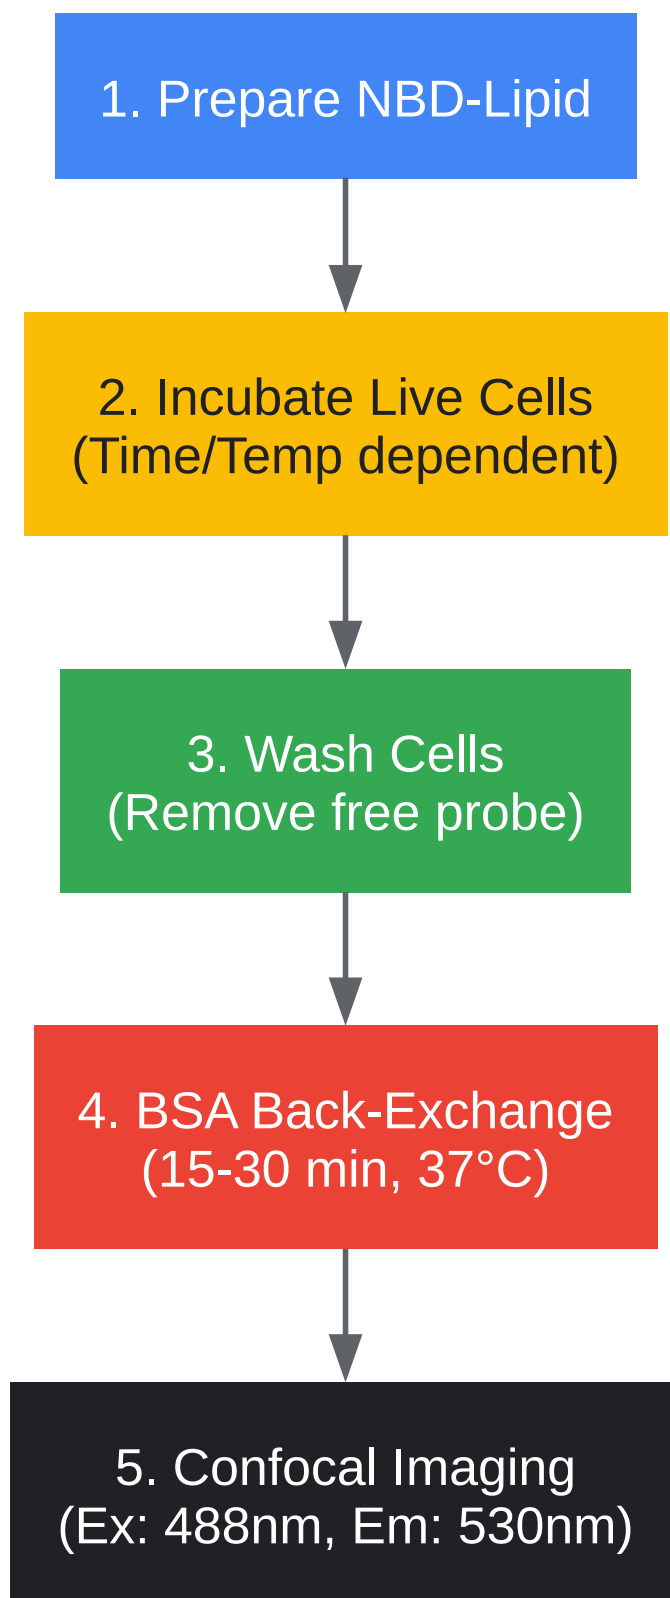 1. Prepare NBD-Lipid
2. Incubate Live Cells
(Time/Temp dependent)
3. Wash Cells
(Remove free probe)
4. BSA Back-Exchange
(15-30 min, 37°C)
5. Confocal Imaging
(Ex: 488nm, Em: 530nm)